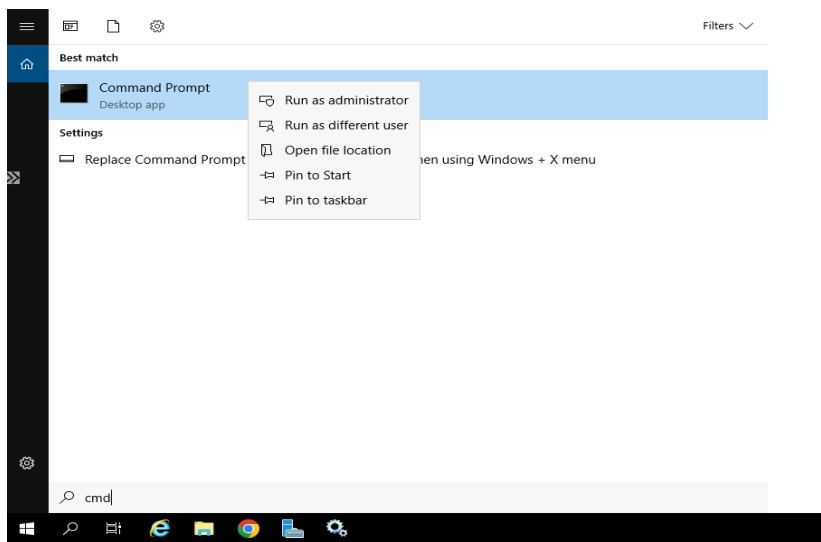 Filters
Best match
Command Prompt
Desktop app
Run as administrator
Run as different user
Settings
Open file location
Replace Command Prompt
using Windows + X menu
Pin to Start
Pin to taskbar
cmd